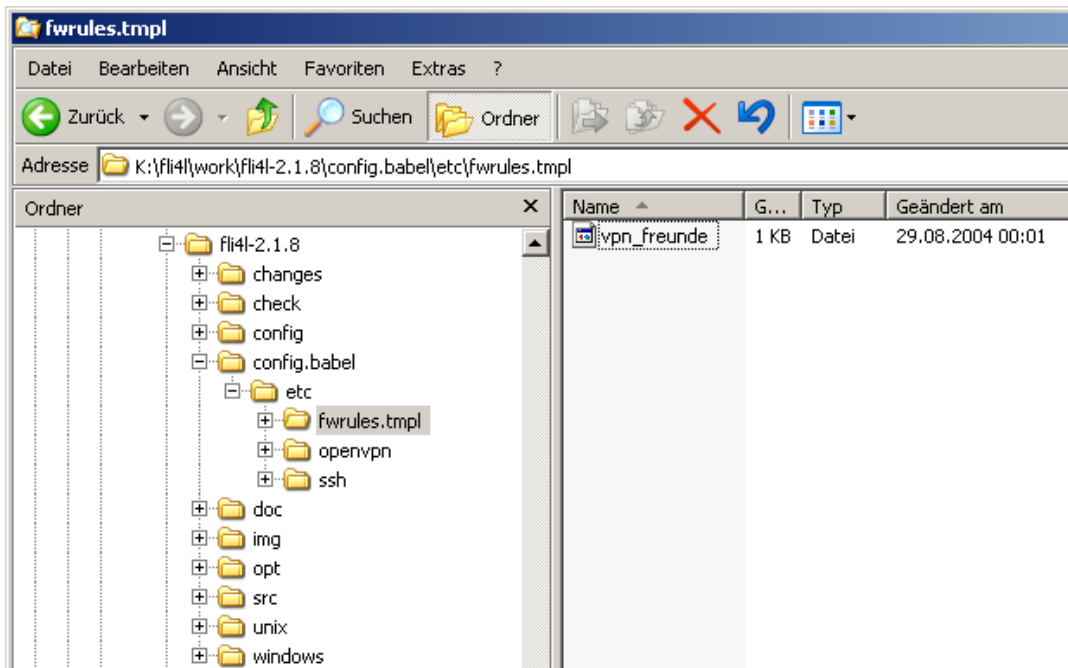 fwrules.tmpl
Datei Bearbeiten Ansicht Favoriten Extras ?
Zurück Suchen Ordner
Adresse K:\fli4l\work\fli4l-2.1.8\config.babel\etc\fwrules.tmpl
Ordner
fli4l-2.1.8
changes
check
config
config.babel
etc
fwrules.tmpl
openvpn
ssh
doc
img
opt
src
unix
windows
Name G... Typ Geändert am
vpn_freunde 1 KB Datei 29.08.2004 00:01